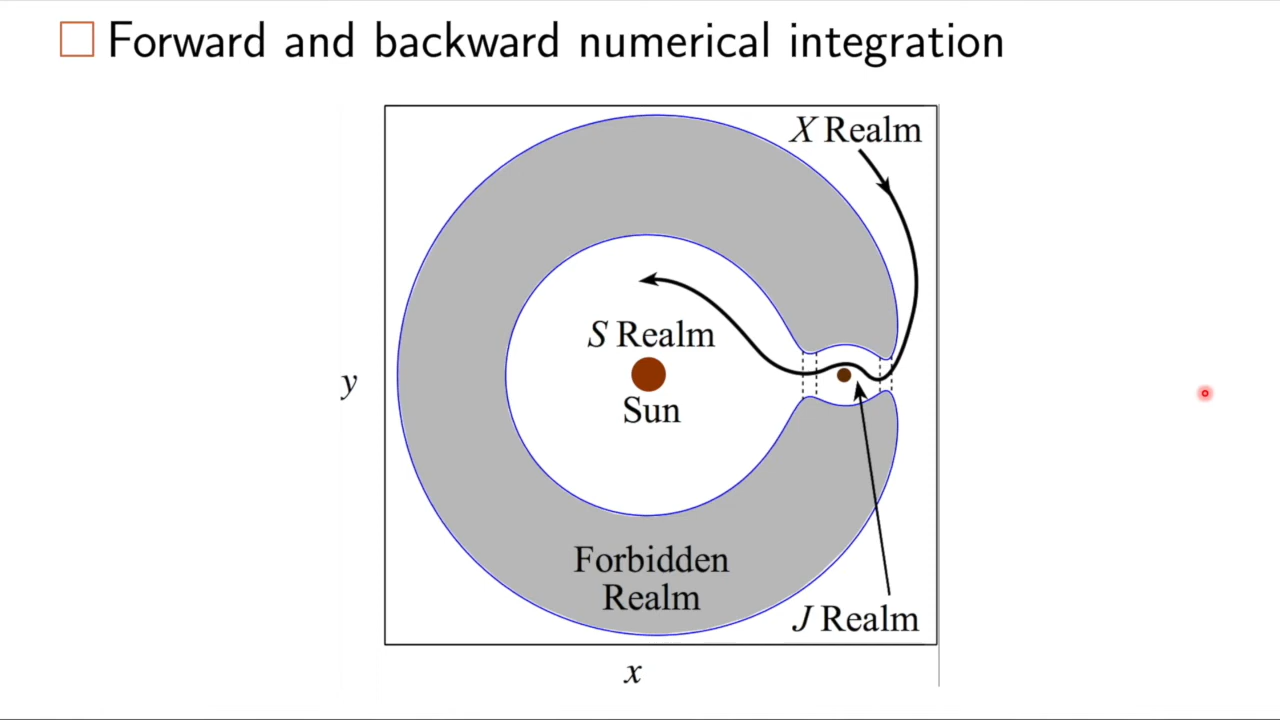 Forward and backward numerical integration
X Realm
S Realm
Sun
y
Forbidden
Realm
J Realm
x